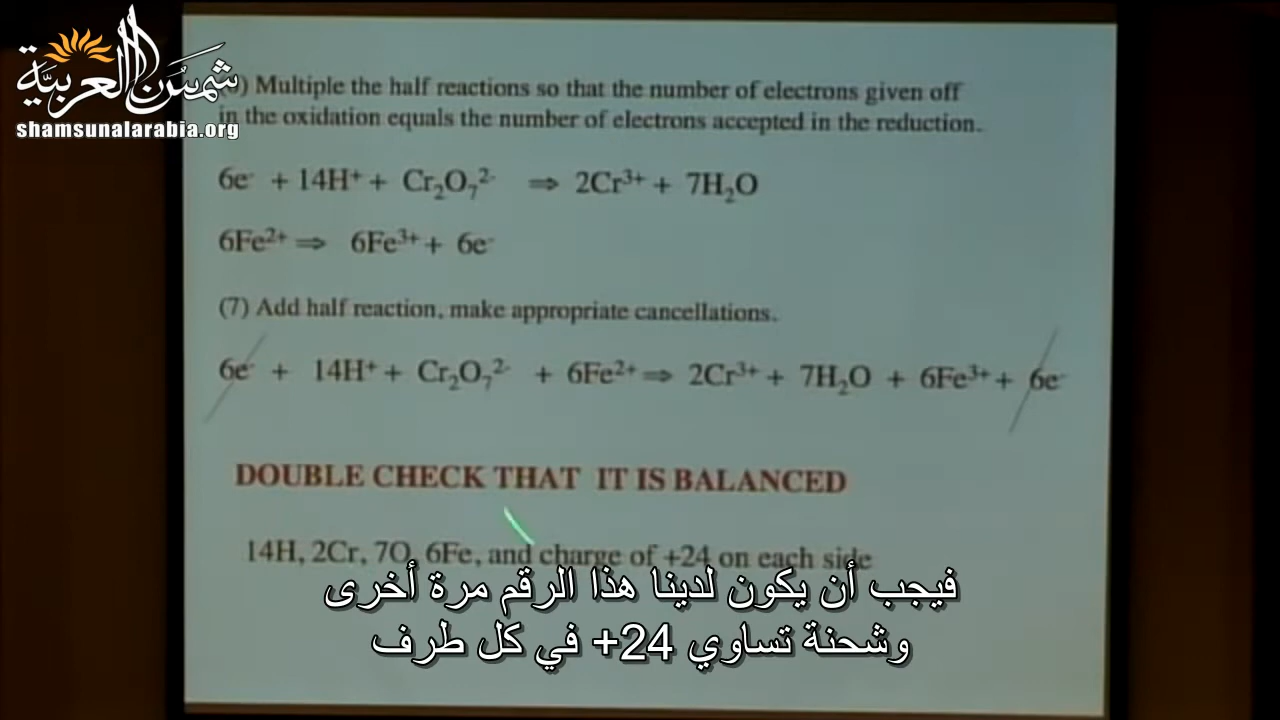 شمس العربية
shamsunalarabia.org
) Multiple the half reactions so that the number of electrons given off
in the oxidation equals the number of electrons accepted in the reduction.
6e⁻ + 14H⁺ + Cr₂O₇²⁻ ⇒ 2Cr³⁺ + 7H₂O
6Fe²⁺ ⇒ 6Fe³⁺ + 6e⁻
(7) Add half reaction, make appropriate cancellations.
6e⁻ + 14H⁺ + Cr₂O₇²⁻ + 6Fe²⁺ ⇒ 2Cr³⁺ + 7H₂O + 6Fe³⁺ + 6e⁻
DOUBLE CHECK THAT IT IS BALANCED
14H, 2Cr, 7O, 6Fe, and charge of +24 on each side
فيجب أن يكون لدينا هذا الرقم مرة أخرى
وشحنة تساوي 24+ في كل طرف